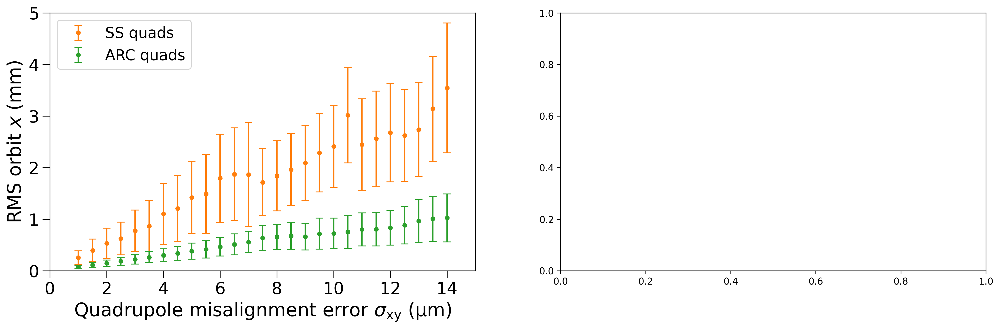 5
4
3
2
1
0
RMS orbit x (mm)
SS quads
ARC quads
0 2 4 6 8 10 12 14
Quadrupole misalignment error σxy (µm)
1.0
0.8
0.6
0.4
0.2
0.0
0.0 0.2 0.4 0.6 0.8 1.0